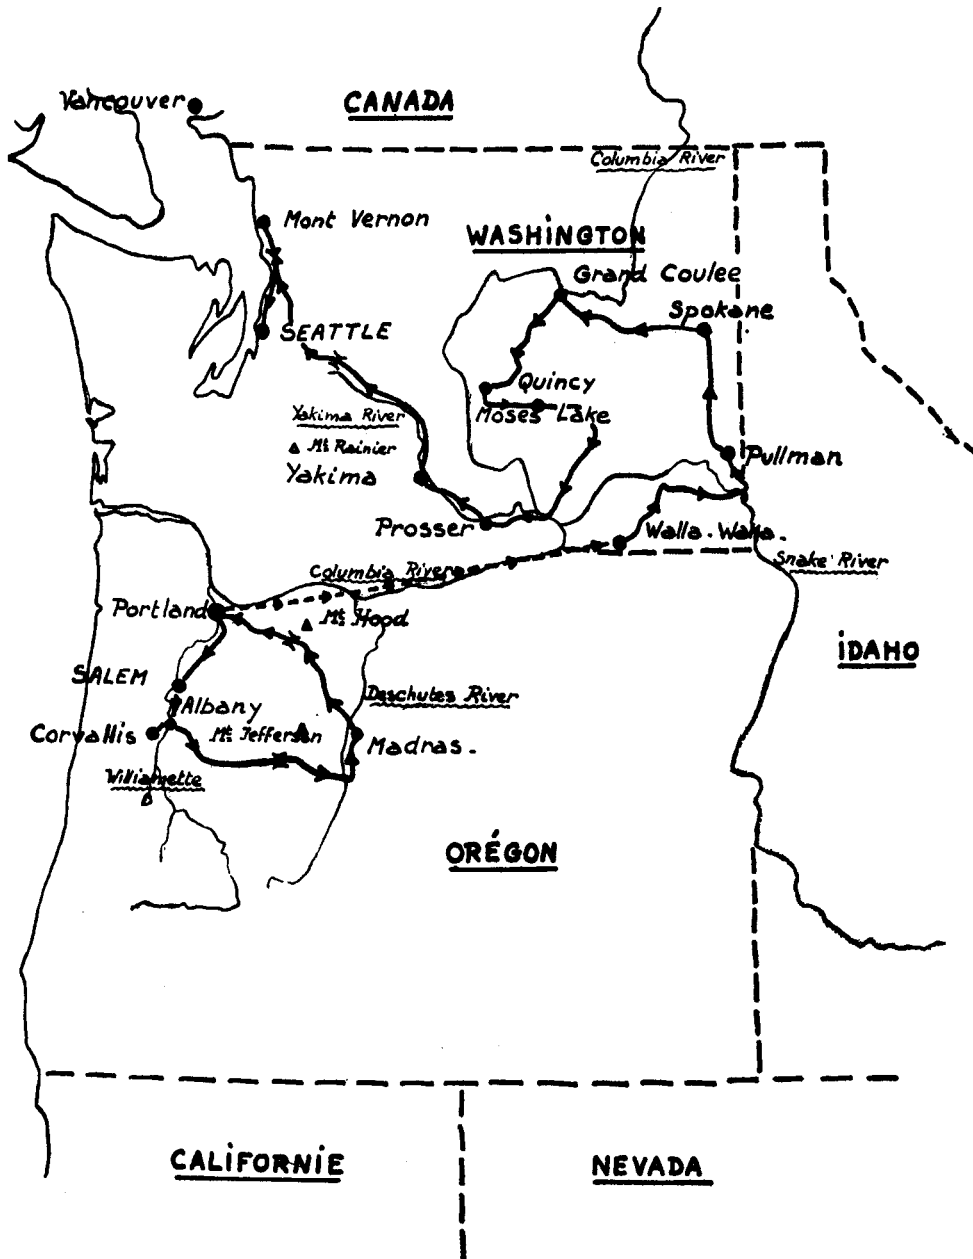 Vancouver
CANADA
Columbia River
Mont Vernon
WASHINGTON
Grand Coulee
Spokane
SEATTLE
Quincy
Moses Lake
Yakima River
Mt Rainier
Yakima
Pullman
Prosser
Walla.Walla.
Columbia River
Snake River
Portland
Mt Hood
IDAHO
SALEM
Albany
Deschutes River
Corvallis
Mt Jefferson
Madras.
Williamette
ORÉGON
CALIFORNIE
NEVADA